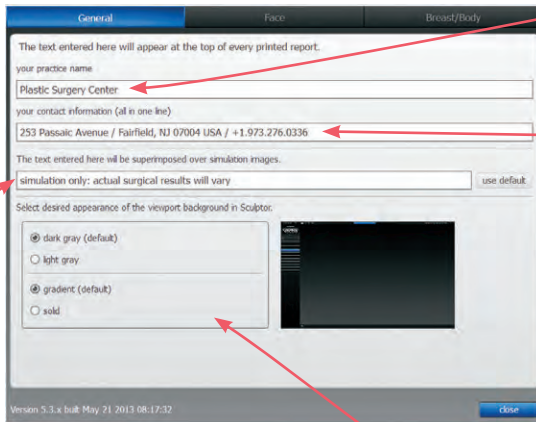 General Face Breast/Body
The text entered here will appear at the top of every printed report.
your practice name
Plastic Surgery Center
your contact information (all in one line)
253 Passaic Avenue / Fairfield, NJ 07004 USA / +1.973.276.0336
The text entered here will be superimposed over simulation images.
simulation only: actual surgical results will vary use default
Select desired appearance of the viewport background in Sculptor.
dark gray (default)
light gray
gradient (default)
solid
Version 5.3.x built May 21 2013 08:17:32 close